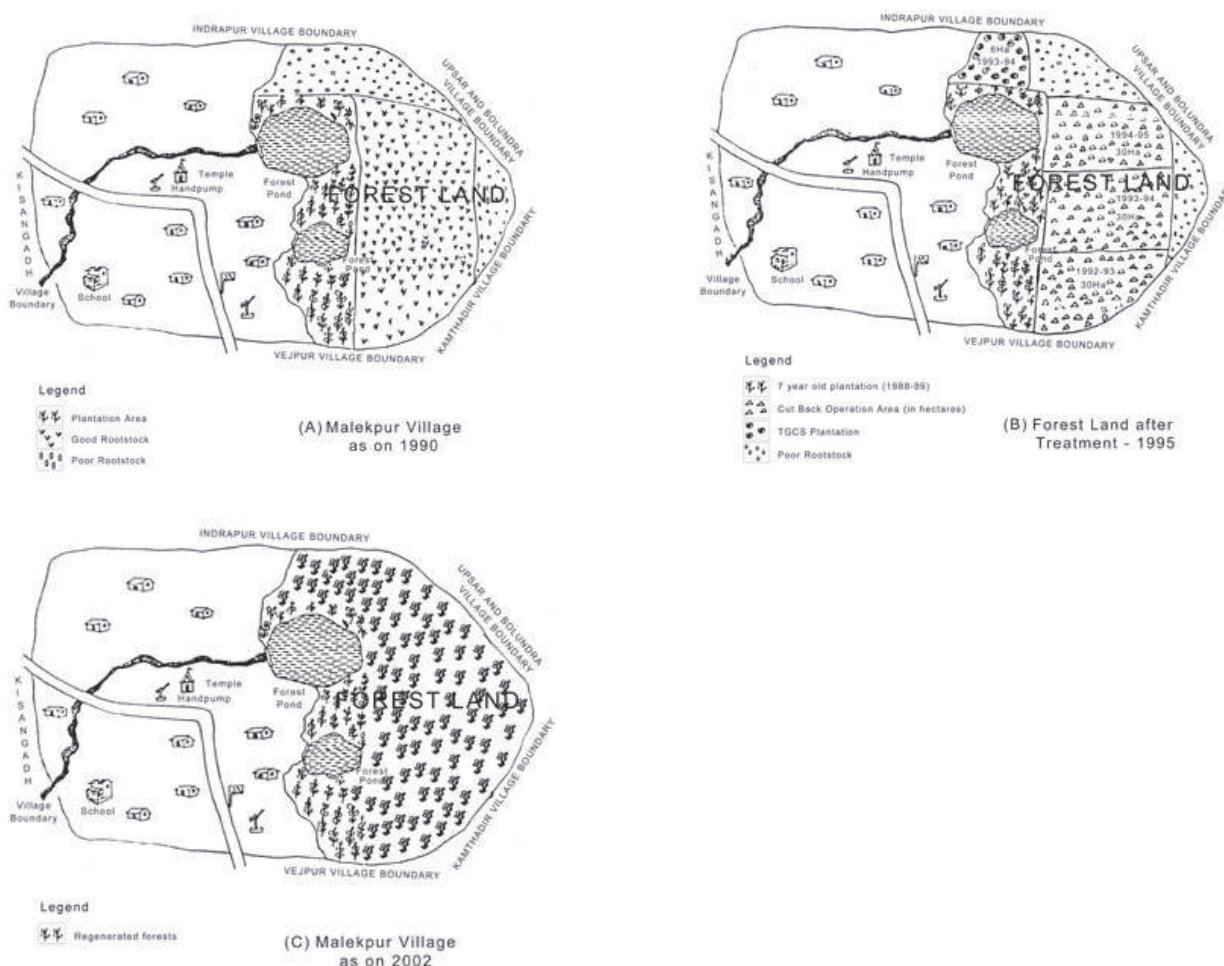 INDRAPUR VILLAGE BOUNDARY
UPSAR AND BOLUNDRA
VILLAGE BOUNDARY
KISANGADH
Temple
Handpump
Forest
Pond
FOREST LAND
Forest
Pond
Village
Boundary
School
KAMTHADIR VILLAGE BOUNDARY
VEJPUR VILLAGE BOUNDARY
Legend
Plantation Area
Good Rootstock
Poor Rootstock
(A) Malekpur Village
as on 1990
INDRAPUR VILLAGE BOUNDARY
6Ha
1993-94
UPSAR AND BOLUNDRA
VILLAGE BOUNDARY
1994-95
30Ha
KISANGADH
Temple
Handpump
Forest
Pond
FOREST LAND
1993-94
30Ha
Forest
Pond
1992-93
30Ha
Village
Boundary
School
KAMTHADIR VILLAGE BOUNDARY
VEJPUR VILLAGE BOUNDARY
Legend
7 year old plantation (1988-89)
Cut Back Operation Area (in hectares)
TGCS Plantation
Poor Rootstock
(B) Forest Land after
Treatment - 1995
INDRAPUR VILLAGE BOUNDARY
UPSAR AND BOLUNDRA
VILLAGE BOUNDARY
KISANGADH
Temple
Handpump
Forest
Pond
FOREST LAND
Forest
Pond
Village
Boundary
School
KAMTHADIR VILLAGE BOUNDARY
VEJPUR VILLAGE BOUNDARY
Legend
Regenerated forests
(C) Malekpur Village
as on 2002